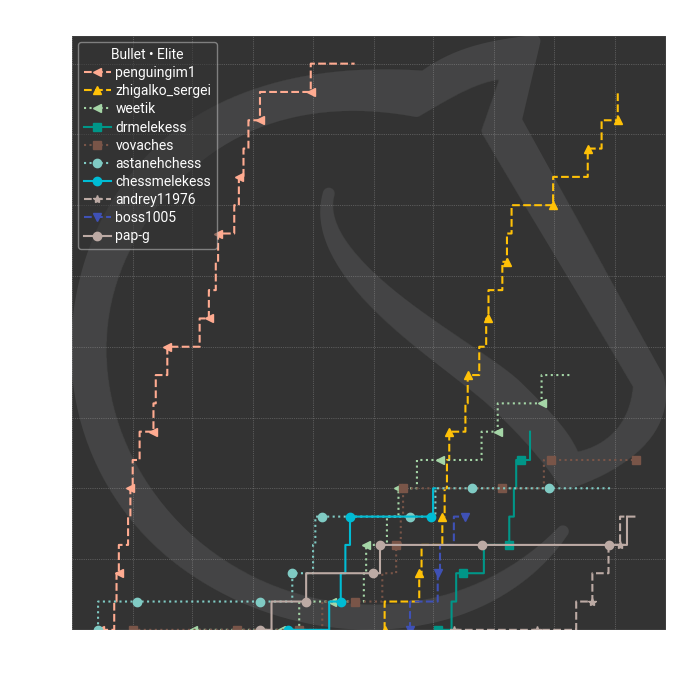 Bullet • Elite
penguingim1
zhigalko_sergei
weetik
drmelekess
vovaches
astanehchess
chessmelekess
andrey11976
boss1005
pap-g